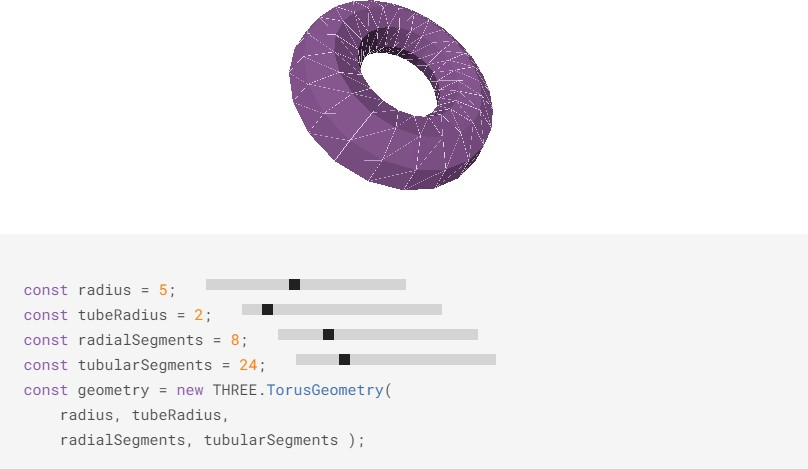 const radius = 5;
const tubeRadius = 2;
const radialSegments = 8;
const tubularSegments = 24;
const geometry = new THREE.TorusGeometry(
    radius, tubeRadius,
    radialSegments, tubularSegments );